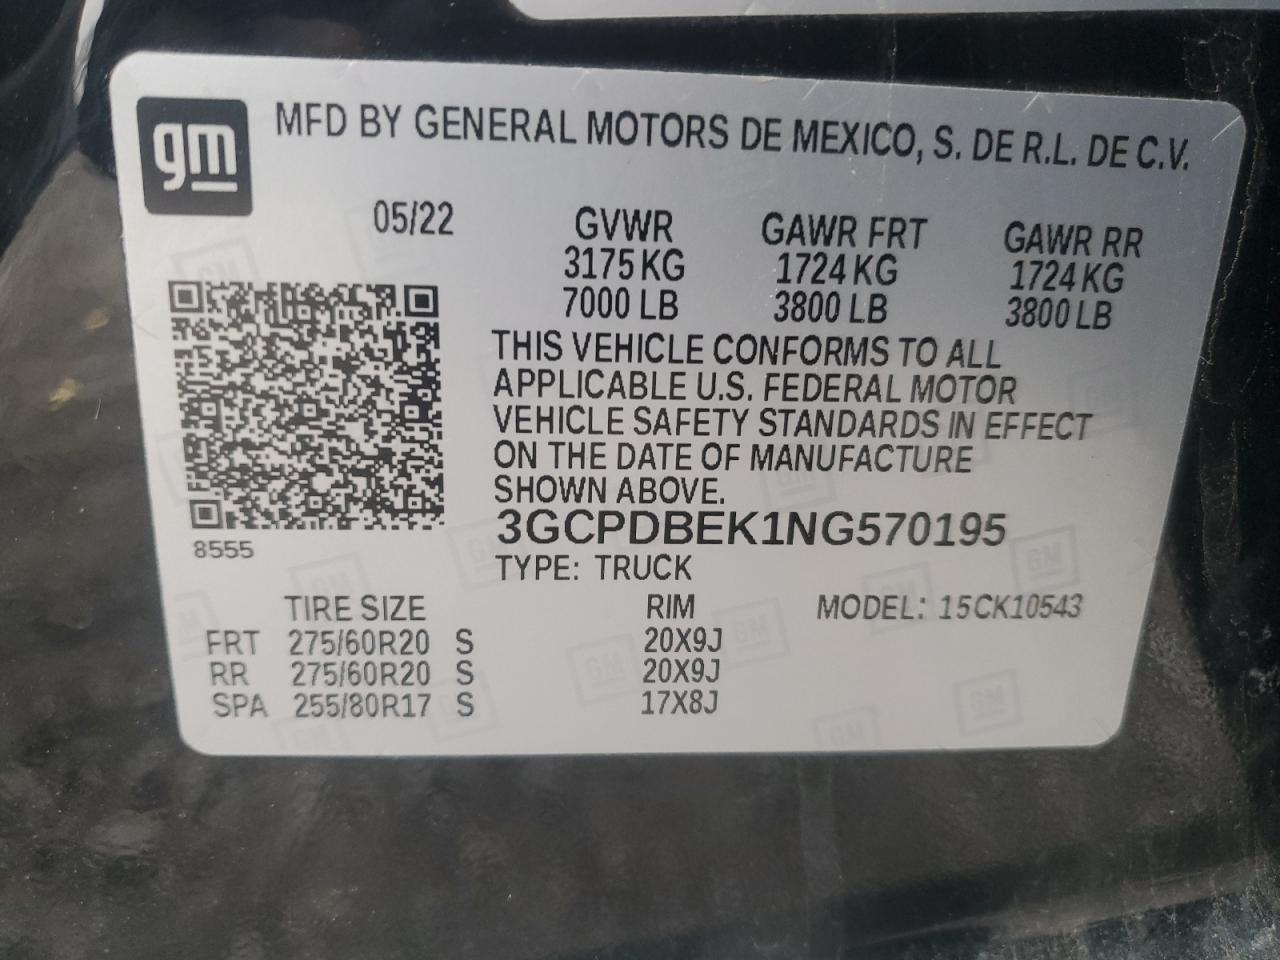 gm
MFD BY GENERAL MOTORS DE MEXICO, S. DE R.L. DE C.V.
05/22 GVWR GAWR FRT GAWR RR
3175 KG 1724 KG 1724 KG
7000 LB 3800 LB 3800 LB
THIS VEHICLE CONFORMS TO ALL
APPLICABLE U.S. FEDERAL MOTOR
VEHICLE SAFETY STANDARDS IN EFFECT
ON THE DATE OF MANUFACTURE
SHOWN ABOVE.
3GCPDBEK1NG570195
8555
TYPE: TRUCK
TIRE SIZE RIM MODEL: 15CK10543
FRT 275/60R20 S 20X9J
RR 275/60R20 S 20X9J
SPA 255/80R17 S 17X8J